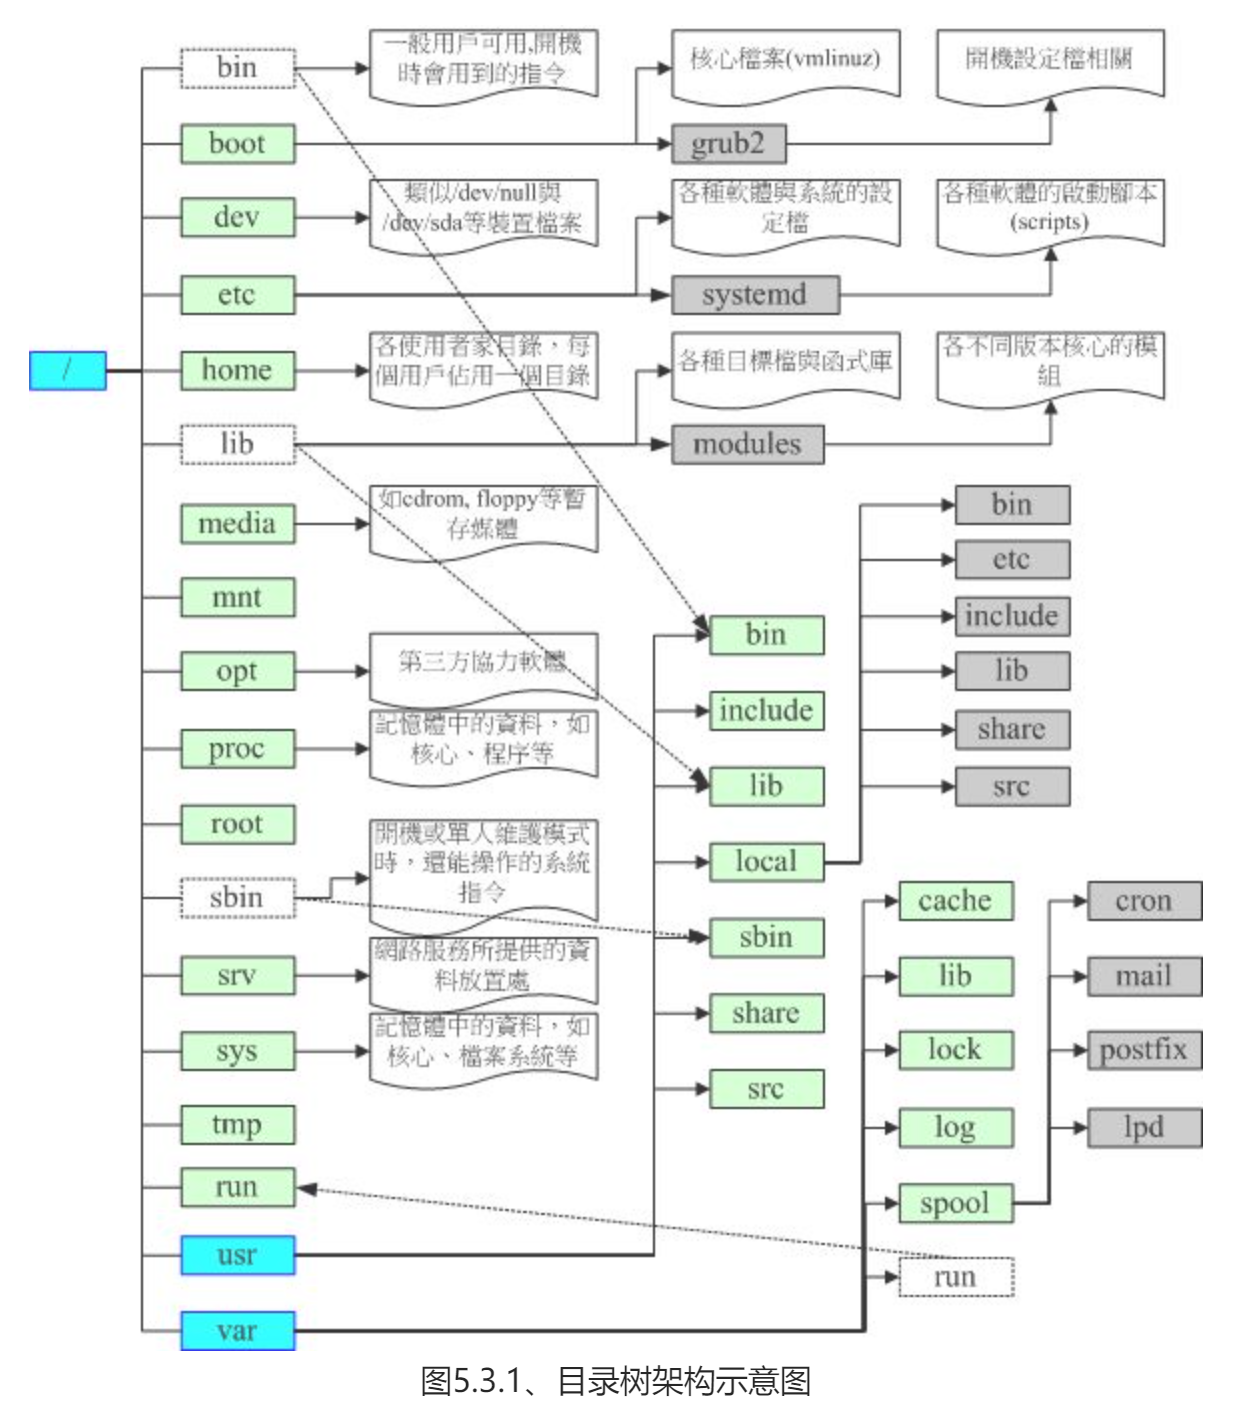 bin
一般用戶可用,開機
時會用到的指令
核心檔案(vmlinuz)
開機設定檔相關
boot
grub2
dev
類似/dev/null與
/dev/sda等裝置檔案
各種軟體與系統的設
定檔
各種軟體的啟動腳本
(scripts)
etc
systemd
/
home
各使用者家目錄，每
個用戶佔用一個目錄
各種目標檔與函式庫
各不同版本核心的模
組
lib
modules
media
如cdrom, floppy等暫
存媒體
mnt
opt
第三方協力軟體
proc
記憶體中的資料，如
核心、程序等
root
sbin
開機或單人維護模式
時，還能操作的系統
指令
srv
網路服務所提供的資
料放置處
sys
記憶體中的資料，如
核心、檔案系統等
tmp
run
usr
var
bin
include
lib
local
sbin
share
src
bin
etc
include
lib
share
src
cache
lib
lock
log
spool
run
cron
mail
postfix
lpd
图5.3.1、目录树架构示意图